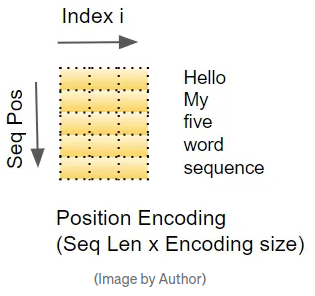 Index i
Seq Pos
Hello
My
five
word
sequence
Position Encoding
(Seq Len x Encoding size)
(Image by Author)